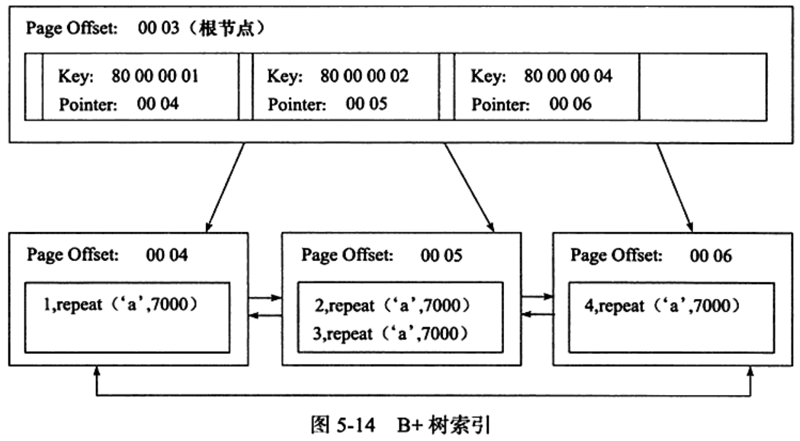 Page Offset: 00 03（根节点）
Key: 80 00 00 01
Pointer: 00 04
Key: 80 00 00 02
Pointer: 00 05
Key: 80 00 00 04
Pointer: 00 06
Page Offset: 00 04
1,repeat（‘a’,7000）
Page Offset: 00 05
2,repeat（‘a’,7000）
3,repeat（‘a’,7000）
Page Offset: 00 06
4,repeat（‘a’,7000）
图 5-14 B+ 树索引